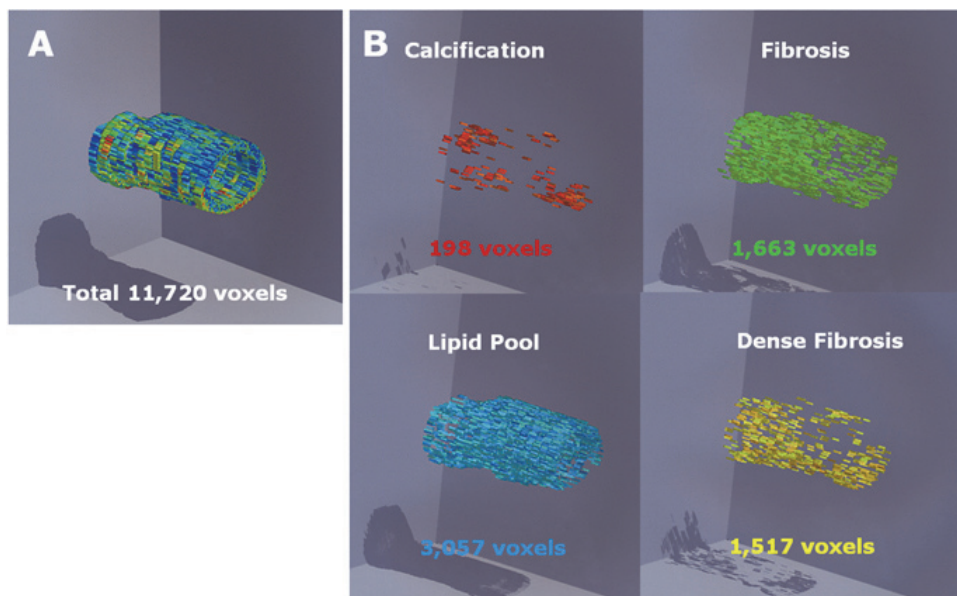 A
Total 11,720 voxels
B
Calcification
198 voxels
Fibrosis
1,663 voxels
Lipid Pool
3,057 voxels
Dense Fibrosis
1,517 voxels